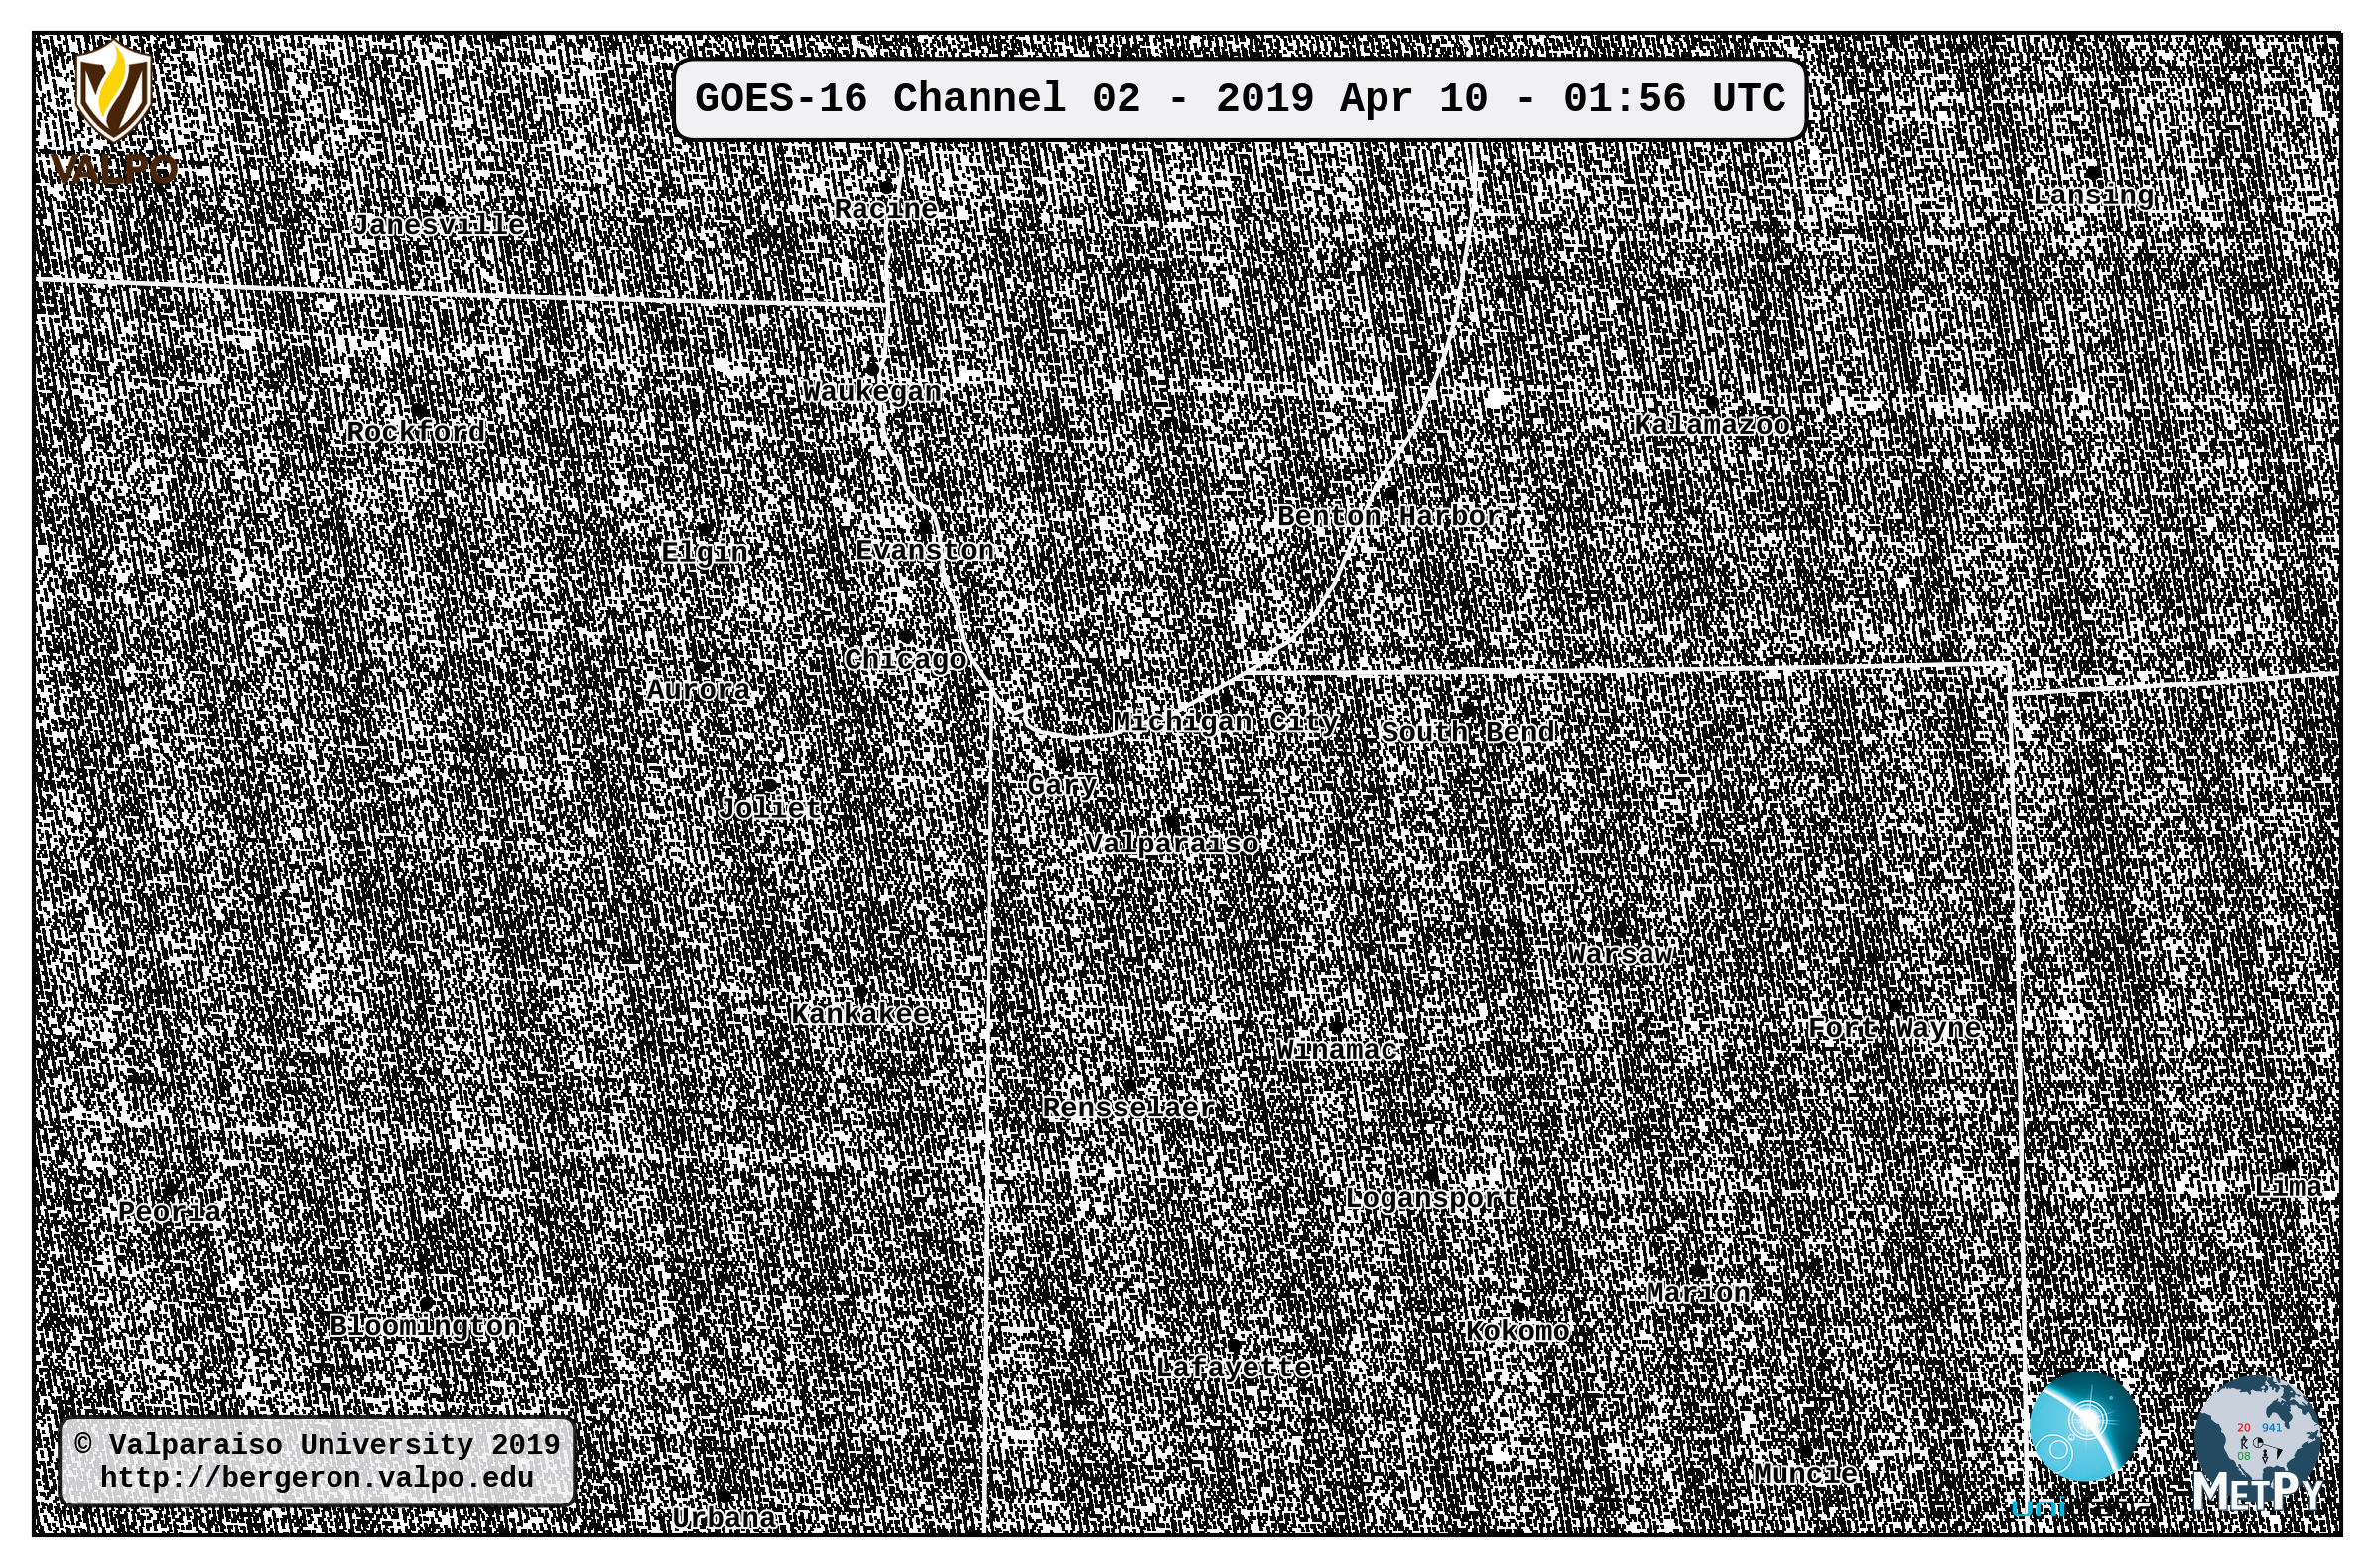 GOES-16 Channel 02 - 2019 Apr 10 - 01:56 UTC
VALPO
Lansing
Racine
Janesville
Waukegan
Kalamazoo
Rockford
Benton Harbor
Evanston
Elgin
Chicago
Aurora
Michigan City
South Bend
Gary
Joliet
Valparaiso
Warsaw
Kankakee
Fort Wayne
Winamac
Rensselaer
Lima
Logansport
Peoria
Marion
Bloomington
Kokomo
Lafayette
20 941
K
08
© Valparaiso University 2019
http://bergeron.valpo.edu
Muncie
METPY
unidata
Urbana